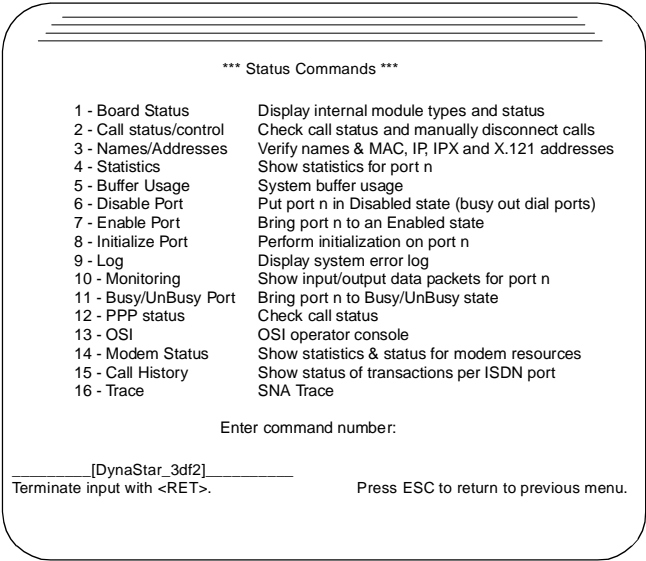 *** Status Commands ***
1 - Board Status Display internal module types and status
2 - Call status/control Check call status and manually disconnect calls
3 - Names/Addresses Verify names & MAC, IP, IPX and X.121 addresses
4 - Statistics Show statistics for port n
5 - Buffer Usage System buffer usage
6 - Disable Port Put port n in Disabled state (busy out dial ports)
7 - Enable Port Bring port n to an Enabled state
8 - Initialize Port Perform initialization on port n
9 - Log Display system error log
10 - Monitoring Show input/output data packets for port n
11 - Busy/UnBusy Port Bring port n to Busy/UnBusy state
12 - PPP status Check call status
13 - OSI OSI operator console
14 - Modem Status Show statistics & status for modem resources
15 - Call History Show status of transactions per ISDN port
16 - Trace SNA Trace
Enter command number:
_________[DynaStar_3df2]__________
Terminate input with <RET>. Press ESC to return to previous menu.